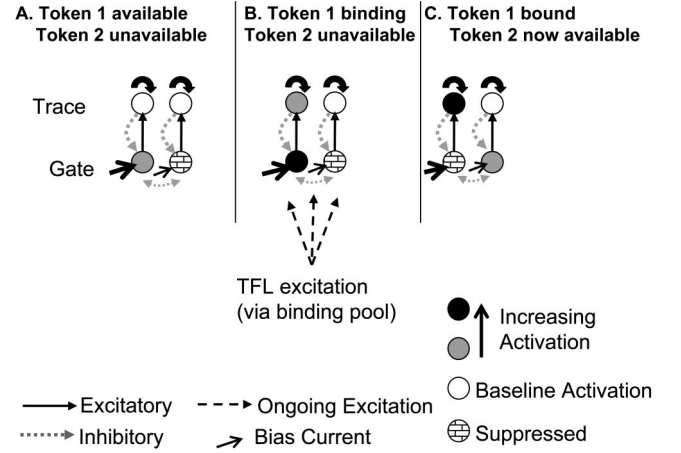 A. Token 1 available
Token 2 unavailable
B. Token 1 binding
Token 2 unavailable
C. Token 1 bound
Token 2 now available
Trace
Gate
TFL excitation
(via binding pool)
Increasing
Activation
Baseline Activation
Suppressed
Excitatory
Ongoing Excitation
Inhibitory
Bias Current